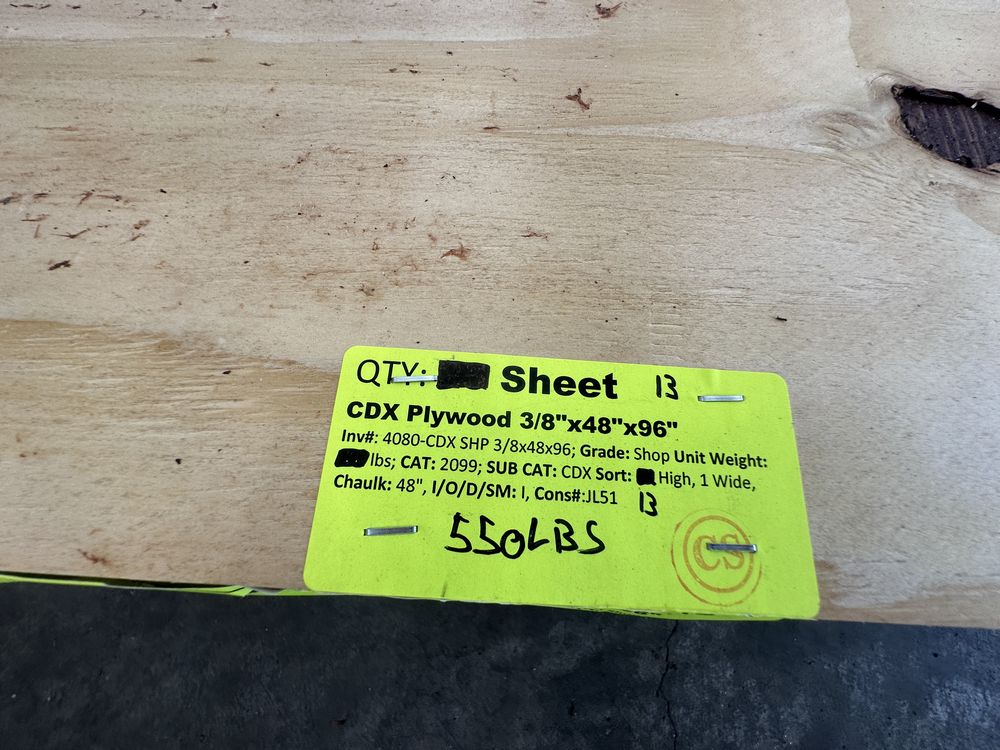 QTY: Sheet 13
CDX Plywood 3/8"x48"x96"
Inv#: 4080-CDX SHP 3/8x48x96; Grade: Shop Unit Weight:
lbs; CAT: 2099; SUB CAT: CDX Sort: High, 1 Wide,
Chaulk: 48", I/O/D/SM: I, Cons#:JL51 13
550LBS
CS